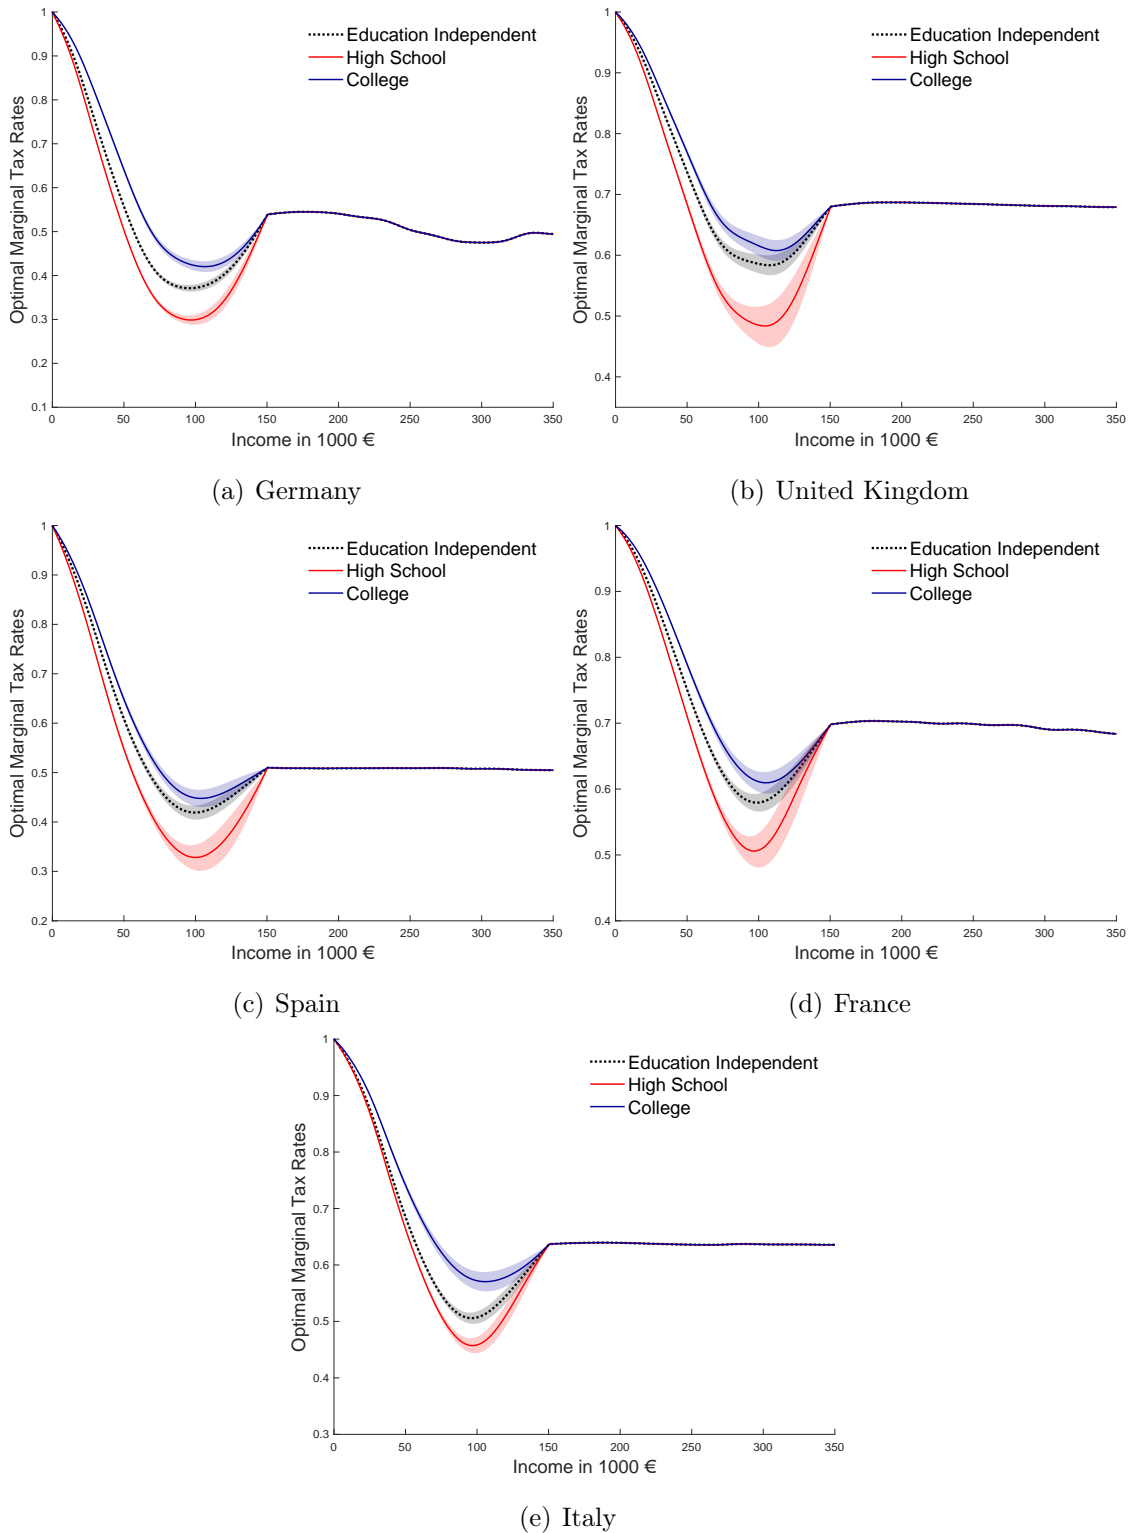 Optimal Marginal Tax Rates
1
0.9
0.8
0.7
0.6
0.5
0.4
0.3
0.2
0.1
0 50 100 150 200 250 300 350
Income in 1000 €
Education Independent
High School
College
(a) Germany
Optimal Marginal Tax Rates
1
0.9
0.8
0.7
0.6
0.5
0.4
0 50 100 150 200 250 300 350
Income in 1000 €
Education Independent
High School
College
(b) United Kingdom
Optimal Marginal Tax Rates
1
0.9
0.8
0.7
0.6
0.5
0.4
0.3
0.2
0 50 100 150 200 250 300 350
Income in 1000 €
Education Independent
High School
College
(c) Spain
Optimal Marginal Tax Rates
1
0.9
0.8
0.7
0.6
0.5
0.4
0 50 100 150 200 250 300 350
Income in 1000 €
Education Independent
High School
College
(d) France
Optimal Marginal Tax Rates
1
0.9
0.8
0.7
0.6
0.5
0.4
0.3
0 50 100 150 200 250 300 350
Income in 1000 €
Education Independent
High School
College
(e) Italy